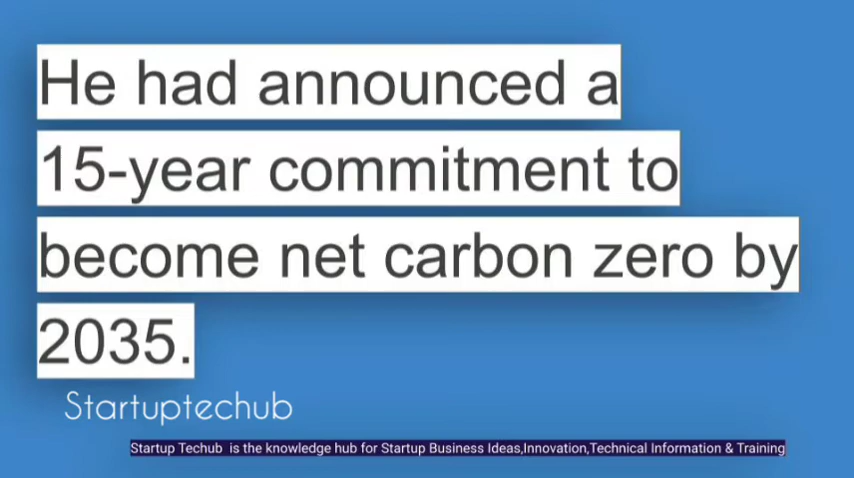 He had announced a
15-year commitment to
become net carbon zero by
2035.
Startuptechub
Startup Techub is the knowledge hub for Startup Business Ideas,Innovation,Technical Information & Training